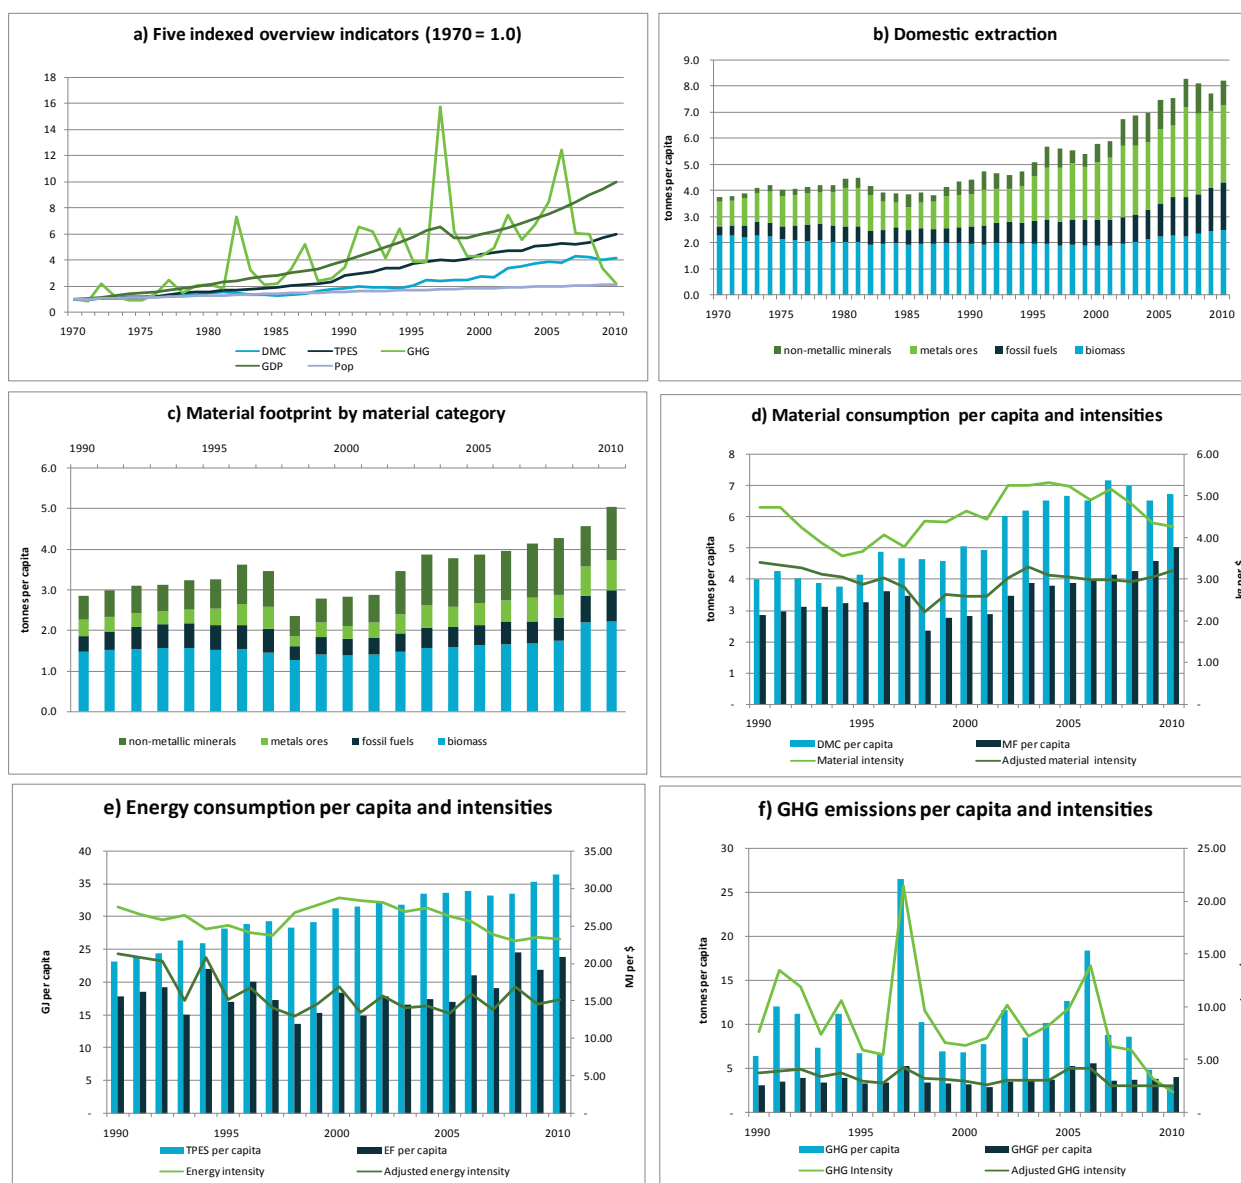 a) Five indexed overview indicators (1970 = 1.0)
18
16
14
12
10
8
6
4
2
0
1970 1975 1980 1985 1990 1995 2000 2005 2010
DMC TPES GHG
GDP Pop
b) Domestic extraction
tonnes per capita
9.0
8.0
7.0
6.0
5.0
4.0
3.0
2.0
1.0
0.0
1970 1975 1980 1985 1990 1995 2000 2005 2010
non-metallic minerals metals ores fossil fuels biomass
c) Material footprint by material category
1990 1995 2000 2005 2010
tonnes per capita
6.0
5.0
4.0
3.0
2.0
1.0
0.0
non-metallic minerals metals ores fossil fuels biomass
d) Material consumption per capita and intensities
tonnes per capita
8
7
6
5
4
3
2
1
-
6.00
5.00
4.00
3.00
2.00
1.00
-
kg per $
1990 1995 2000 2005 2010
DMC per capita MF per capita
Material intensity Adjusted material intensity
e) Energy consumption per capita and intensities
GJ per capita
40
35
30
25
20
15
10
5
-
35.00
30.00
25.00
20.00
15.00
10.00
5.00
-
MJ per $
1990 1995 2000 2005 2010
TPES per capita EF per capita
Energy intensity Adjusted energy intensity
f) GHG emissions per capita and intensities
tonnes per capita
30
25
20
15
10
5
-
25.00
20.00
15.00
10.00
5.00
-
1990 1995 2000 2005 2010
GHG per capita GHGF per capita
GHG Intensity Adjusted GHG intensity